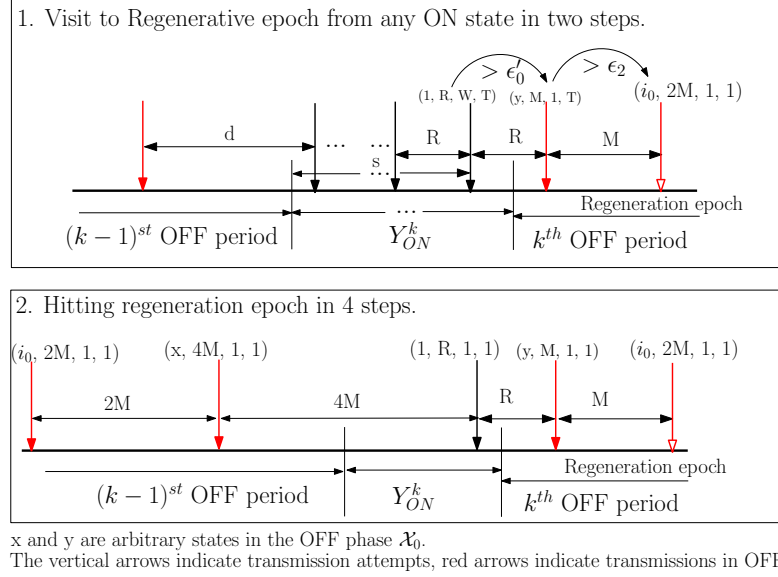 1. Visit to Regenerative epoch from any ON state in two steps.
> ϵ′₀ > ϵ₂
(1, R, W, T) (y, M, 1, T) (i₀, 2M, 1, 1)
d ... ... R R M
s
...
... Regeneration epoch
(k − 1)ˢᵗ OFF period Yᵏ_ON kᵗʰ OFF period
2. Hitting regeneration epoch in 4 steps.
(i₀, 2M, 1, 1) (x, 4M, 1, 1) (1, R, 1, 1) (y, M, 1, 1) (i₀, 2M, 1, 1)
2M 4M R M
Regeneration epoch
(k − 1)ˢᵗ OFF period Yᵏ_ON kᵗʰ OFF period
x and y are arbitrary states in the OFF phase 𝒳₀.
The vertical arrows indicate transmission attempts, red arrows indicate transmissions in OFF